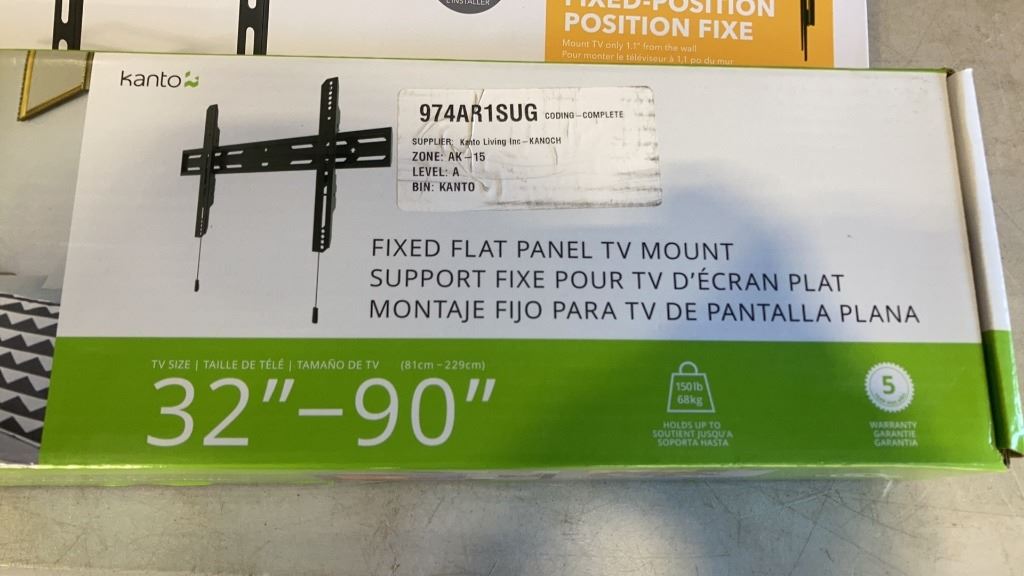 L'INSTALLER
FIXED-POSITION
POSITION FIXE
Mount TV only 1.1" from the wall
Pour monter le téléviseur à 1,1 po du mur
kanto
974AR1SUG CODING-COMPLETE
SUPPLIER: Kanto Living Inc-KANOCH
ZONE: AK-15
LEVEL: A
BIN: KANTO
FIXED FLAT PANEL TV MOUNT
SUPPORT FIXE POUR TV D'ÉCRAN PLAT
MONTAJE FIJO PARA TV DE PANTALLA PLANA
TV SIZE | TAILLE DE TÉLÉ | TAMAÑO DE TV (81cm - 229cm)
32"-90"
150lb
68kg
HOLDS UP TO
SOUTIENT JUSQU'A
SOPORTA HASTA
5
WARRANTY
GARANTIE
GARANTIA